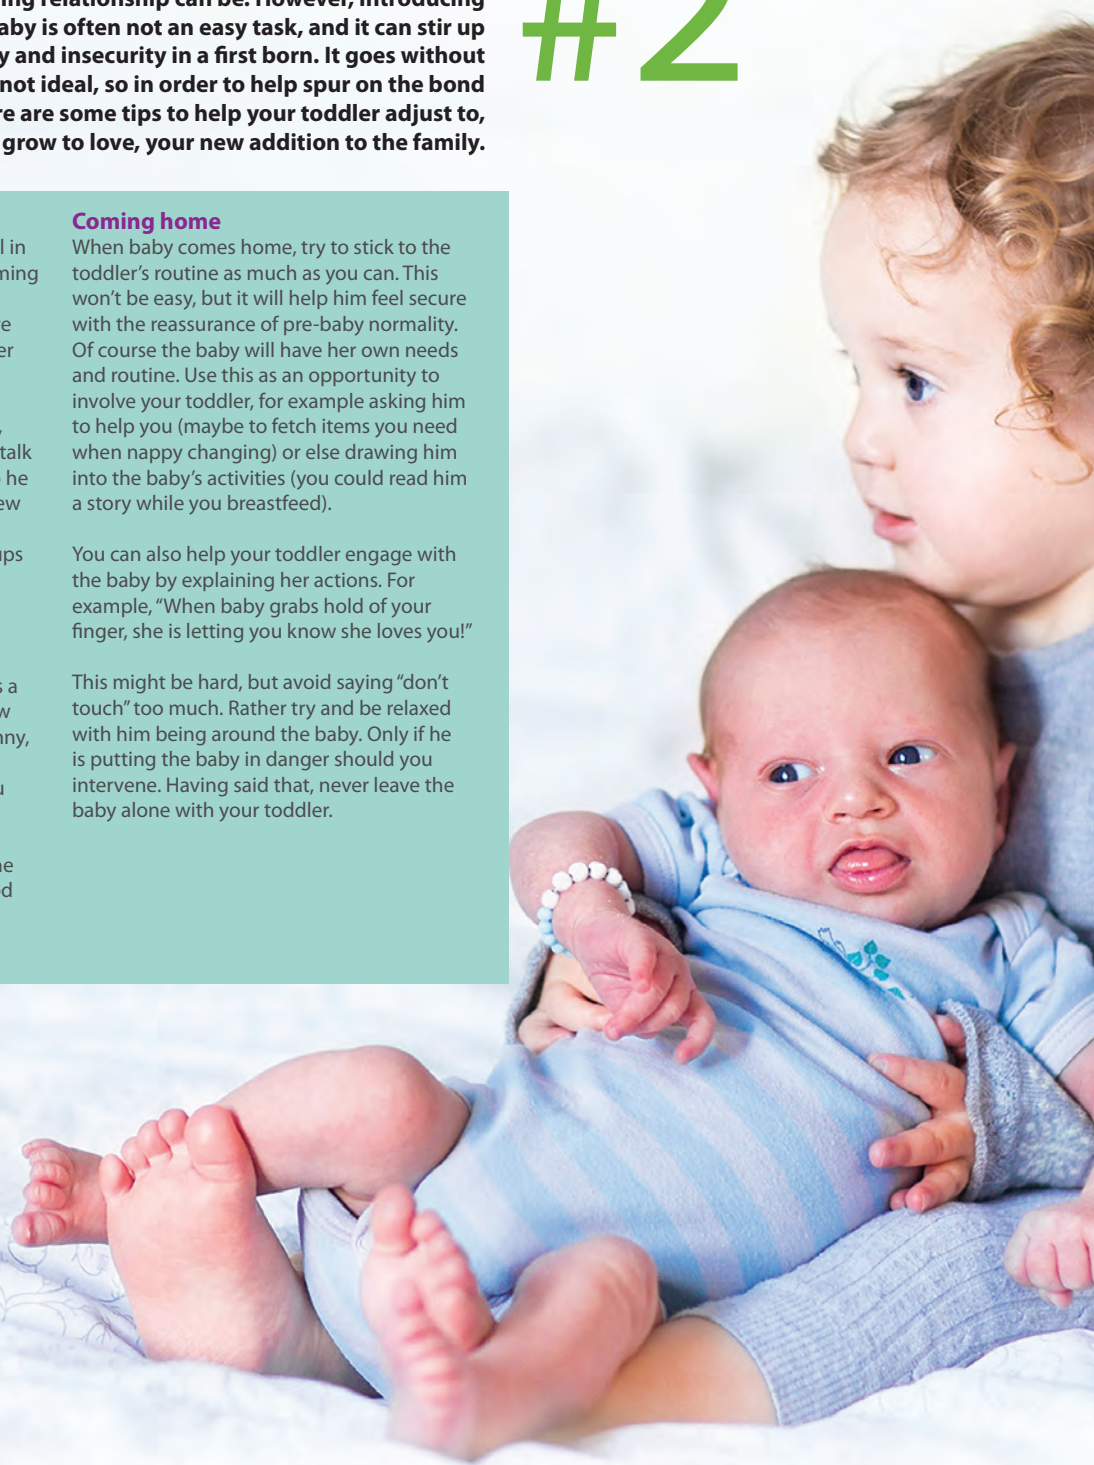 relationship can be. However, introducing
is often not an easy task, and it can stir up
and insecurity in a first born. It goes without
not ideal, so in order to help spur on the bond
are some tips to help your toddler adjust to,
grow to love, your new addition to the family.
#2
in
talk
he
a
Coming home
When baby comes home, try to stick to the
toddler’s routine as much as you can. This
won’t be easy, but it will help him feel secure
with the reassurance of pre-baby normality.
Of course the baby will have her own needs
and routine. Use this as an opportunity to
involve your toddler, for example asking him
to help you (maybe to fetch items you need
when nappy changing) or else drawing him
into the baby’s activities (you could read him
a story while you breastfeed).
You can also help your toddler engage with
the baby by explaining her actions. For
example, “When baby grabs hold of your
finger, she is letting you know she loves you!”
This might be hard, but avoid saying “don’t
touch” too much. Rather try and be relaxed
with him being around the baby. Only if he
is putting the baby in danger should you
intervene. Having said that, never leave the
baby alone with your toddler.